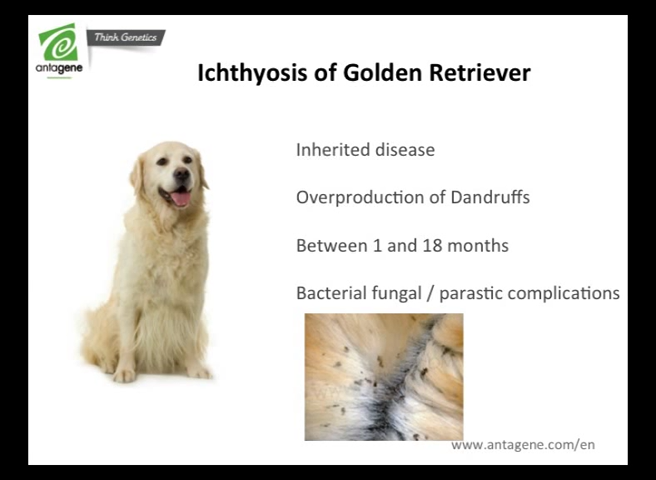 Think Genetics
antagene
Ichthyosis of Golden Retriever
Inherited disease
Overproduction of Dandruffs
Between 1 and 18 months
Bacterial fungal / parastic complications
www.antagene.com/en